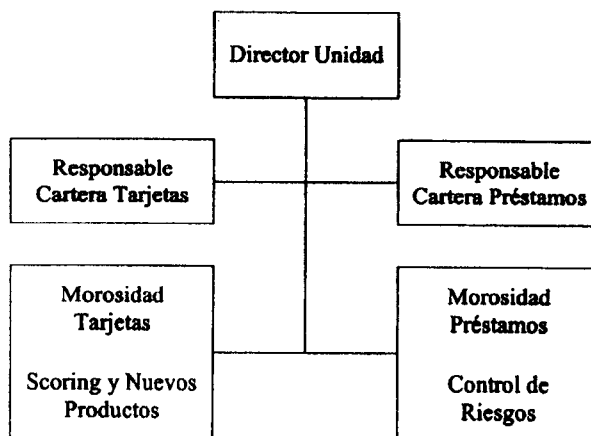 Director Unidad
Responsable
Cartera Tarjetas
Responsable
Cartera Préstamos
Morosidad
Tarjetas
Scoring y Nuevos
Productos
Morosidad
Préstamos
Control de
Riesgos